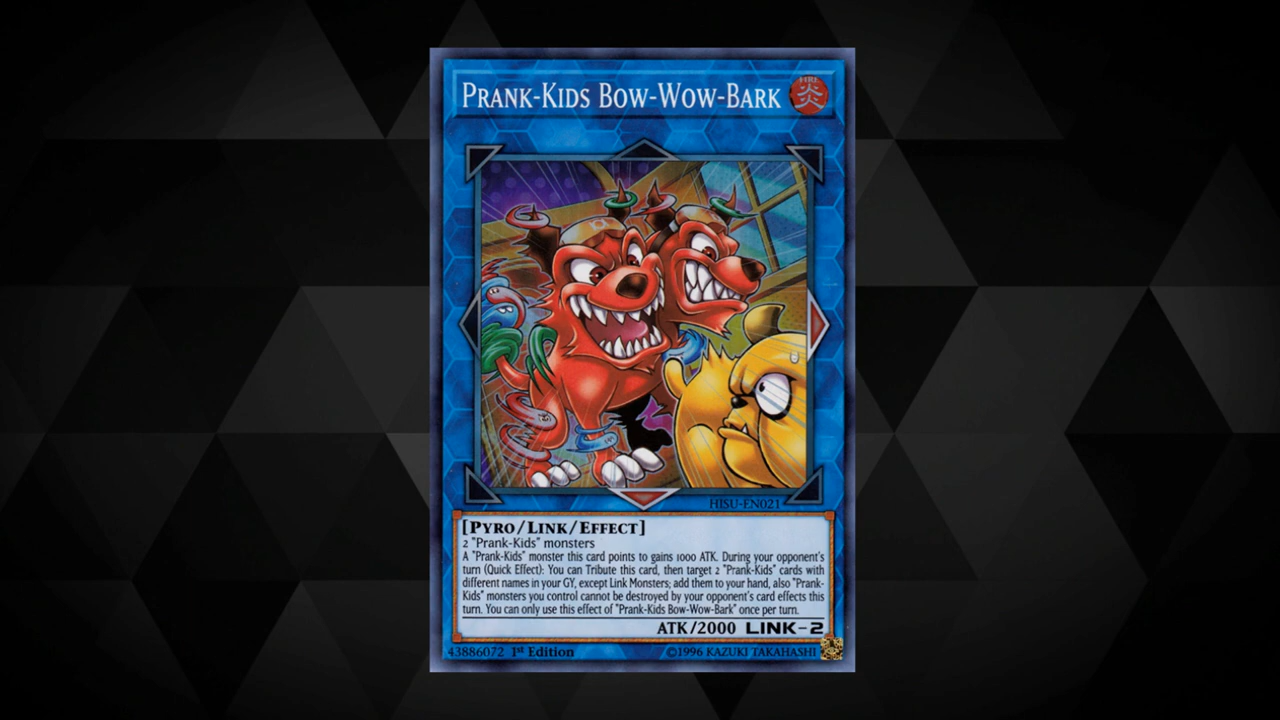 PRANK-KIDS BOW-WOW-BARK
FIRE
炎
HISU-EN021
[PYRO/LINK/EFFECT]
2 "Prank-Kids" monsters
A "Prank-Kids" monster this card points to gains 1000 ATK. During your opponent's
turn (Quick Effect): You can Tribute this card, then target 2 "Prank-Kids" cards with
different names in your GY, except Link Monsters; add them to your hand, also "Prank-
Kids" monsters you control cannot be destroyed by your opponent's card effects this
turn. You can only use this effect of "Prank-Kids Bow-Wow-Bark" once per turn.
ATK/2000 LINK-2
43886072 1st Edition ©1996 KAZUKI TAKAHASHI